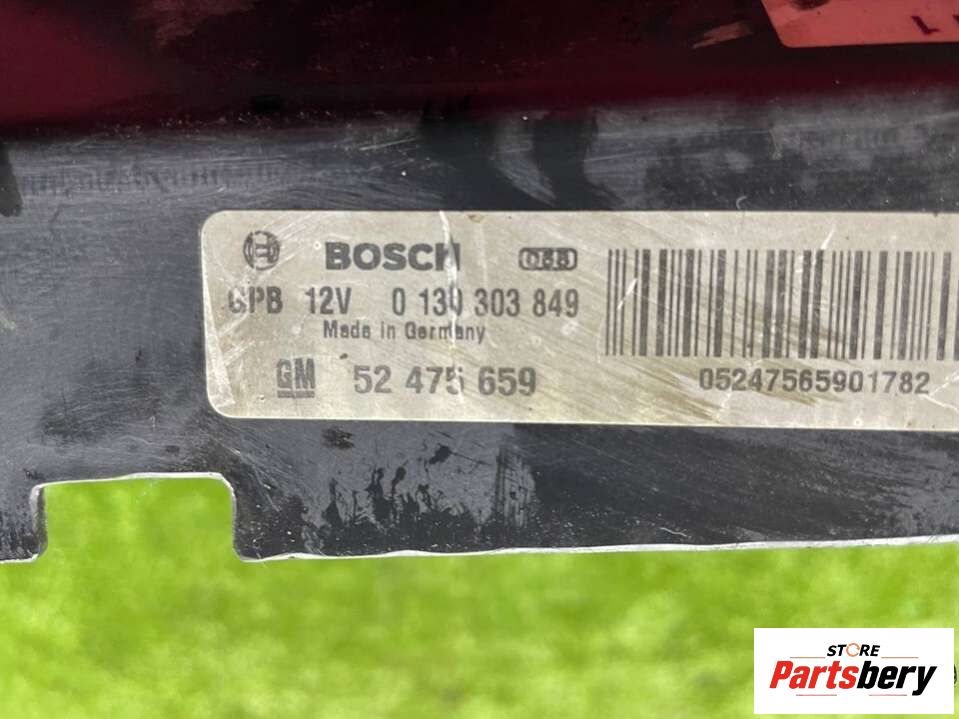 BOSCH
GPB 12V 0 130 303 849
Made in Germany
GM 52 475 659
05247565901782
STORE
Partsbery